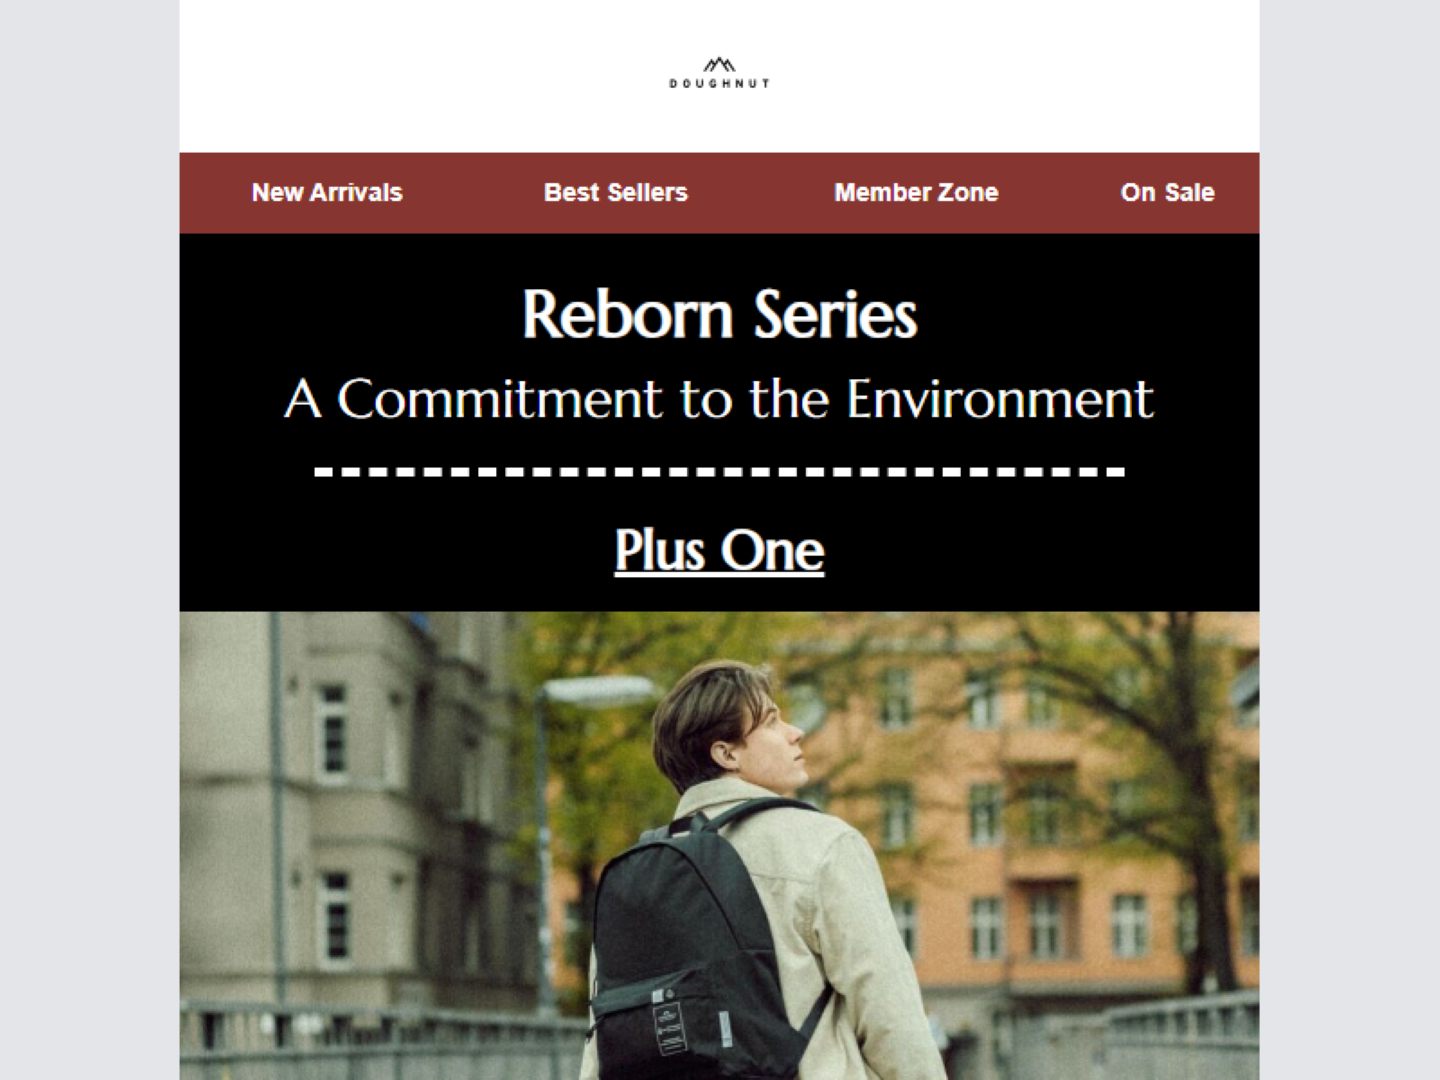 DOUGHNUT
New Arrivals Best Sellers Member Zone On Sale
Reborn Series
A Commitment to the Environment
Plus One